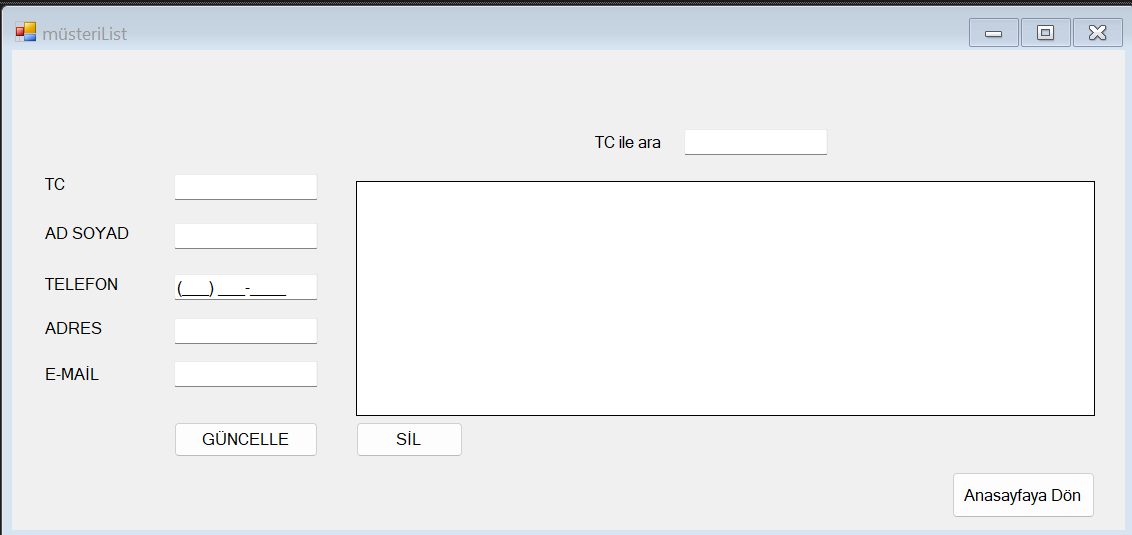 müsteriList
TC ile ara
TC
AD SOYAD
TELEFON
(___) ___-____
ADRES
E-MAİL
GÜNCELLE
SİL
Anasayfaya Dön